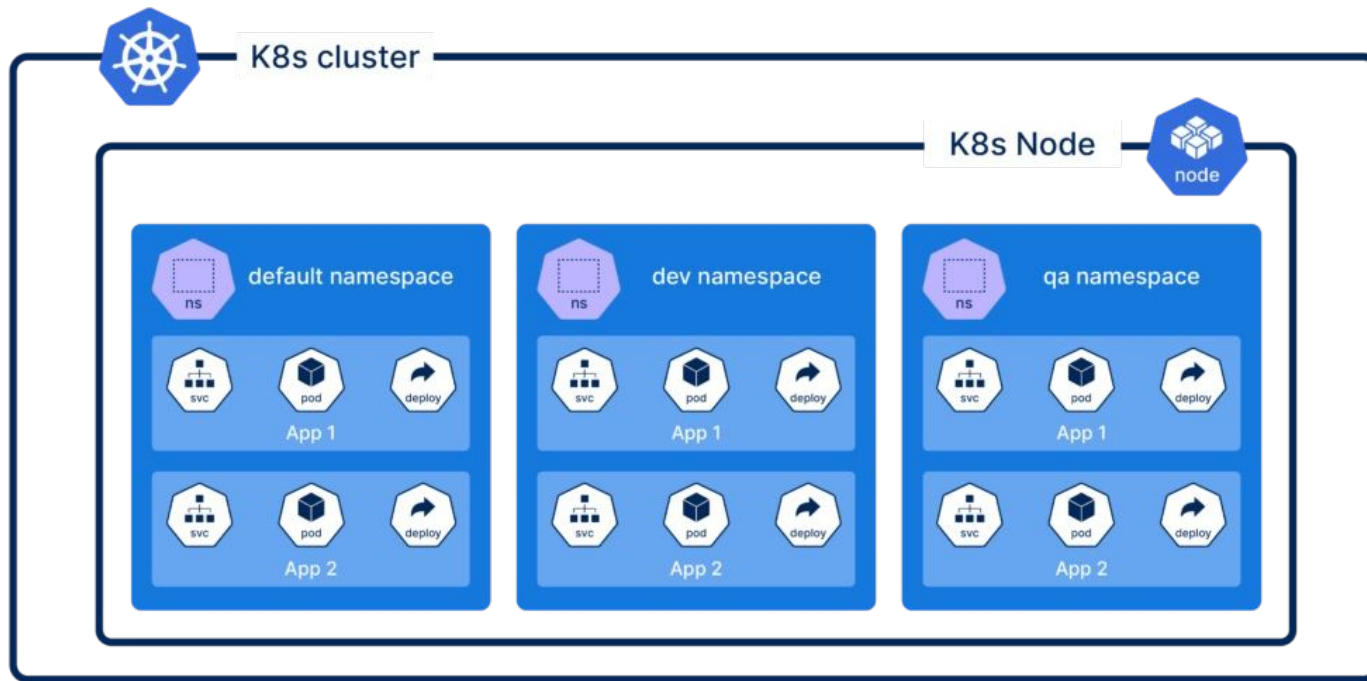 K8s cluster
K8s Node
node
ns
default namespace
svc
pod
deploy
App 1
svc
pod
deploy
App 2
ns
dev namespace
svc
pod
deploy
App 1
svc
pod
deploy
App 2
ns
qa namespace
svc
pod
deploy
App 1
svc
pod
deploy
App 2